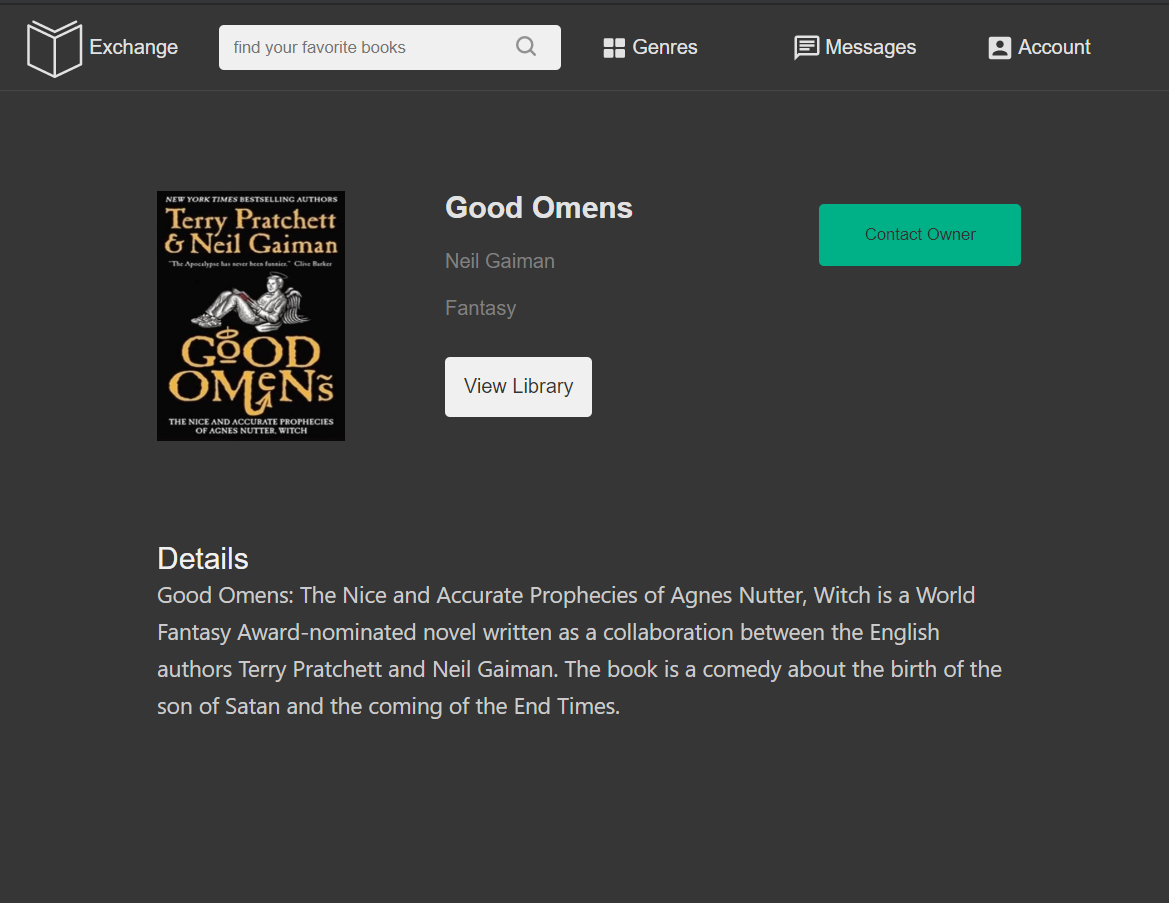 Exchange
find your favorite books
Genres
Messages
Account
NEW YORK TIMES BESTSELLING AUTHORS
Terry Pratchett
& Neil Gaiman
"The Apocalypse has never been funnier." Clive Barker
GOOD
OMENS
THE NICE AND ACCURATE PROPHECIES
OF AGNES NUTTER, WITCH
Good Omens
Neil Gaiman
Fantasy
View Library
Contact Owner
Details
Good Omens: The Nice and Accurate Prophecies of Agnes Nutter, Witch is a World
Fantasy Award-nominated novel written as a collaboration between the English
authors Terry Pratchett and Neil Gaiman. The book is a comedy about the birth of the
son of Satan and the coming of the End Times.